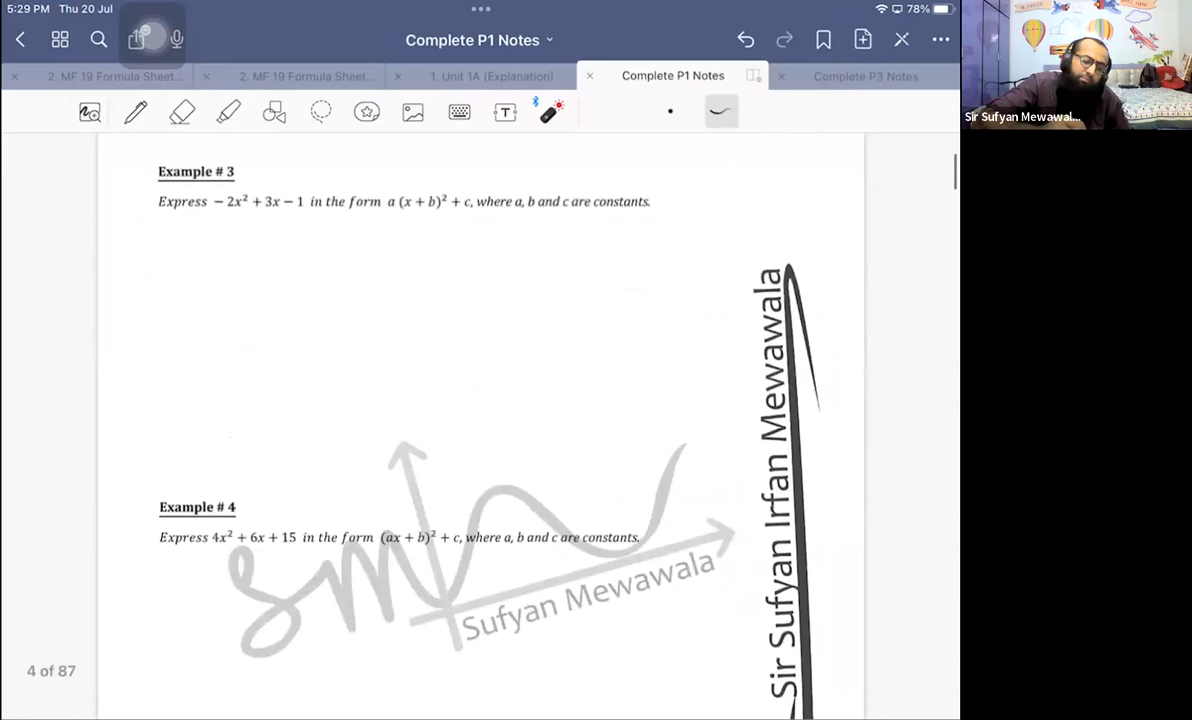 5:29 PM Thu 20 Jul
78%
Complete P1 Notes
2. MF 19 Formula Sheet...
2. MF 19 Formula Sheet...
1. Unit 1A (Explanation)
Complete P1 Notes
Complete P3 Notes
Sir Sufyan Mewawal...
Example # 3
Express − 2x² + 3x − 1 in the form a (x + b)² + c, where a, b and c are constants.
Sir Sufyan Irfan Mewawala
Example # 4
Express 4x² + 6x + 15 in the form (ax + b)² + c, where a, b and c are constants.
sm
Sufyan Mewawala
4 of 87